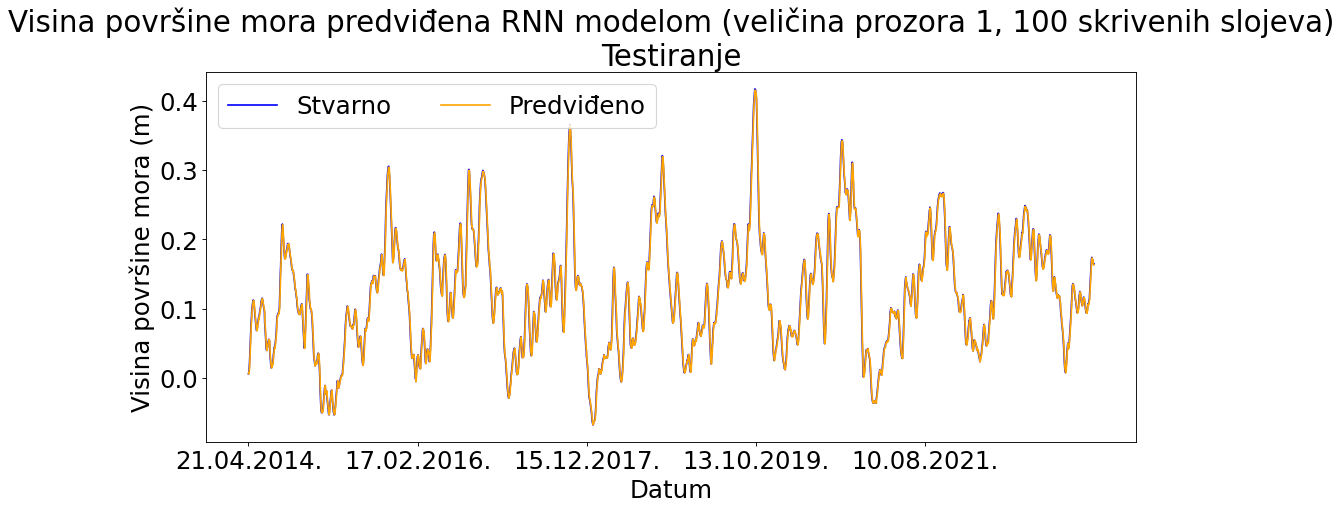 Visina površine mora predviđena RNN modelom (veličina prozora 1, 100 skrivenih slojeva)
Testiranje
Stvarno Predviđeno
Visina površine mora (m)
0.4
0.3
0.2
0.1
0.0
21.04.2014. 17.02.2016. 15.12.2017. 13.10.2019. 10.08.2021.
Datum